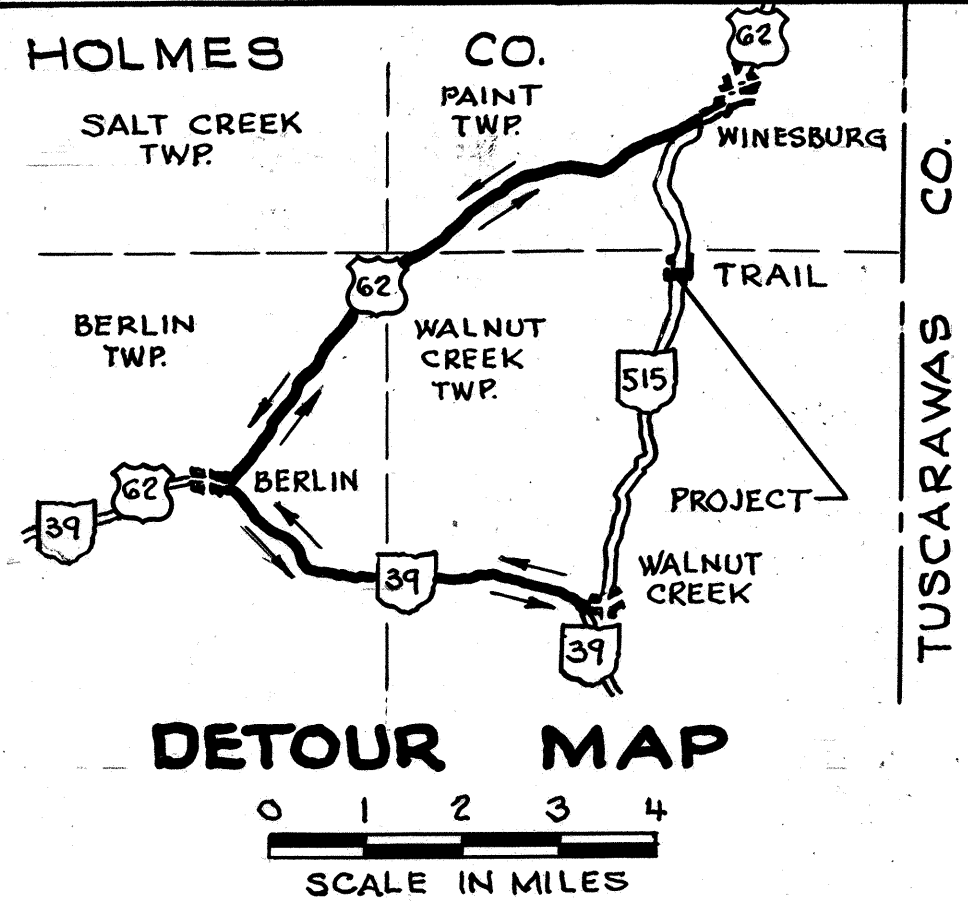 HOLMES CO.
62
SALT CREEK
TWP.
PAINT
TWP.
WINESBURG
CO.
TUSCARAWAS
62
TRAIL
BERLIN
TWP.
WALNUT
CREEK
TWP.
515
62
BERLIN
39
PROJECT
39
WALNUT
CREEK
39
DETOUR MAP
0 1 2 3 4
SCALE IN MILES